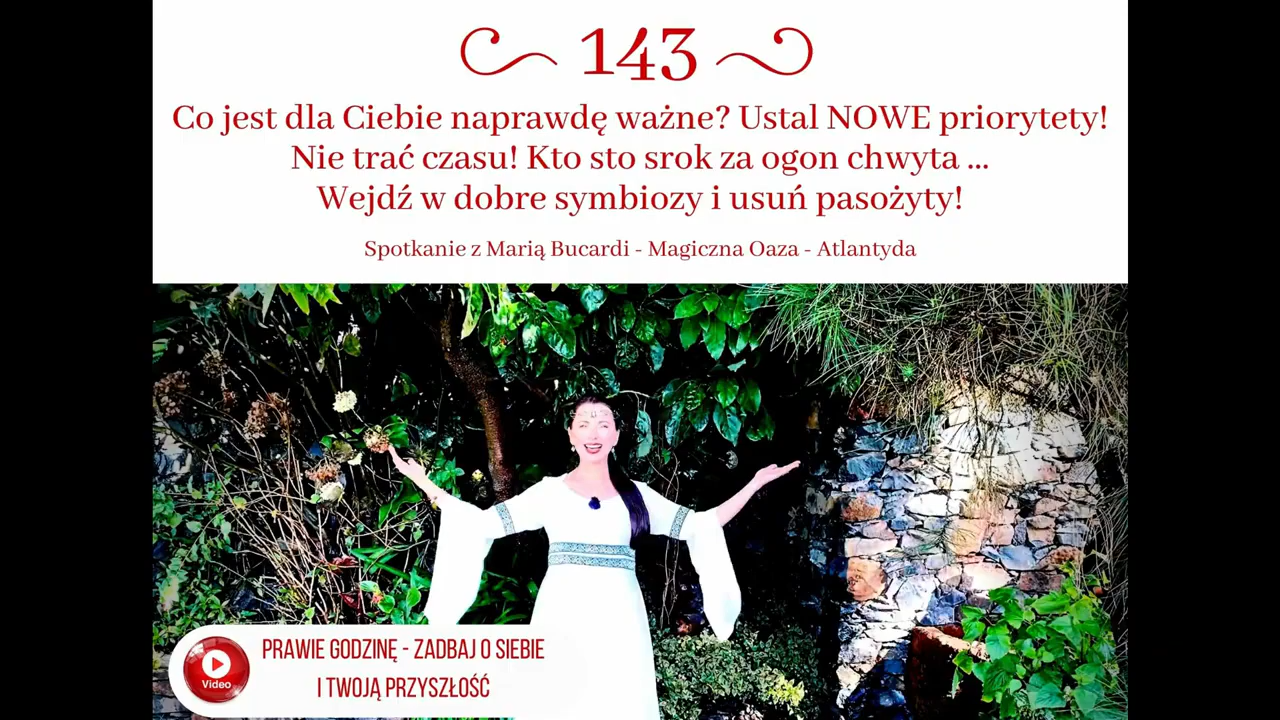 143
Co jest dla Ciebie naprawdę ważne? Ustal NOWE priorytety!
Nie trać czasu! Kto sto srok za ogon chwyta ...
Wejdź w dobre symbiozy i usuń pasożyty!
Spotkanie z Marią Bucardi - Magiczna Oaza - Atlantyda
Video
PRAWIE GODZINĘ - ZADBAJ O SIEBIE
I TWOJĄ PRZYSZŁOŚĆ